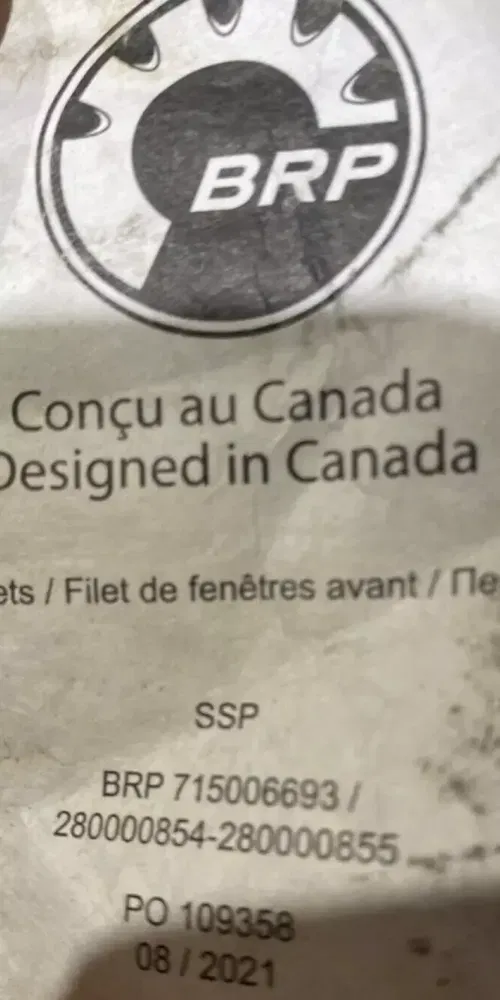 BRP
Conçu au Canada
Designed in Canada
ets / Filet de fenêtres avant / Пе
SSP
BRP 715006693 /
280000854-280000855
PO 109358
08 / 2021